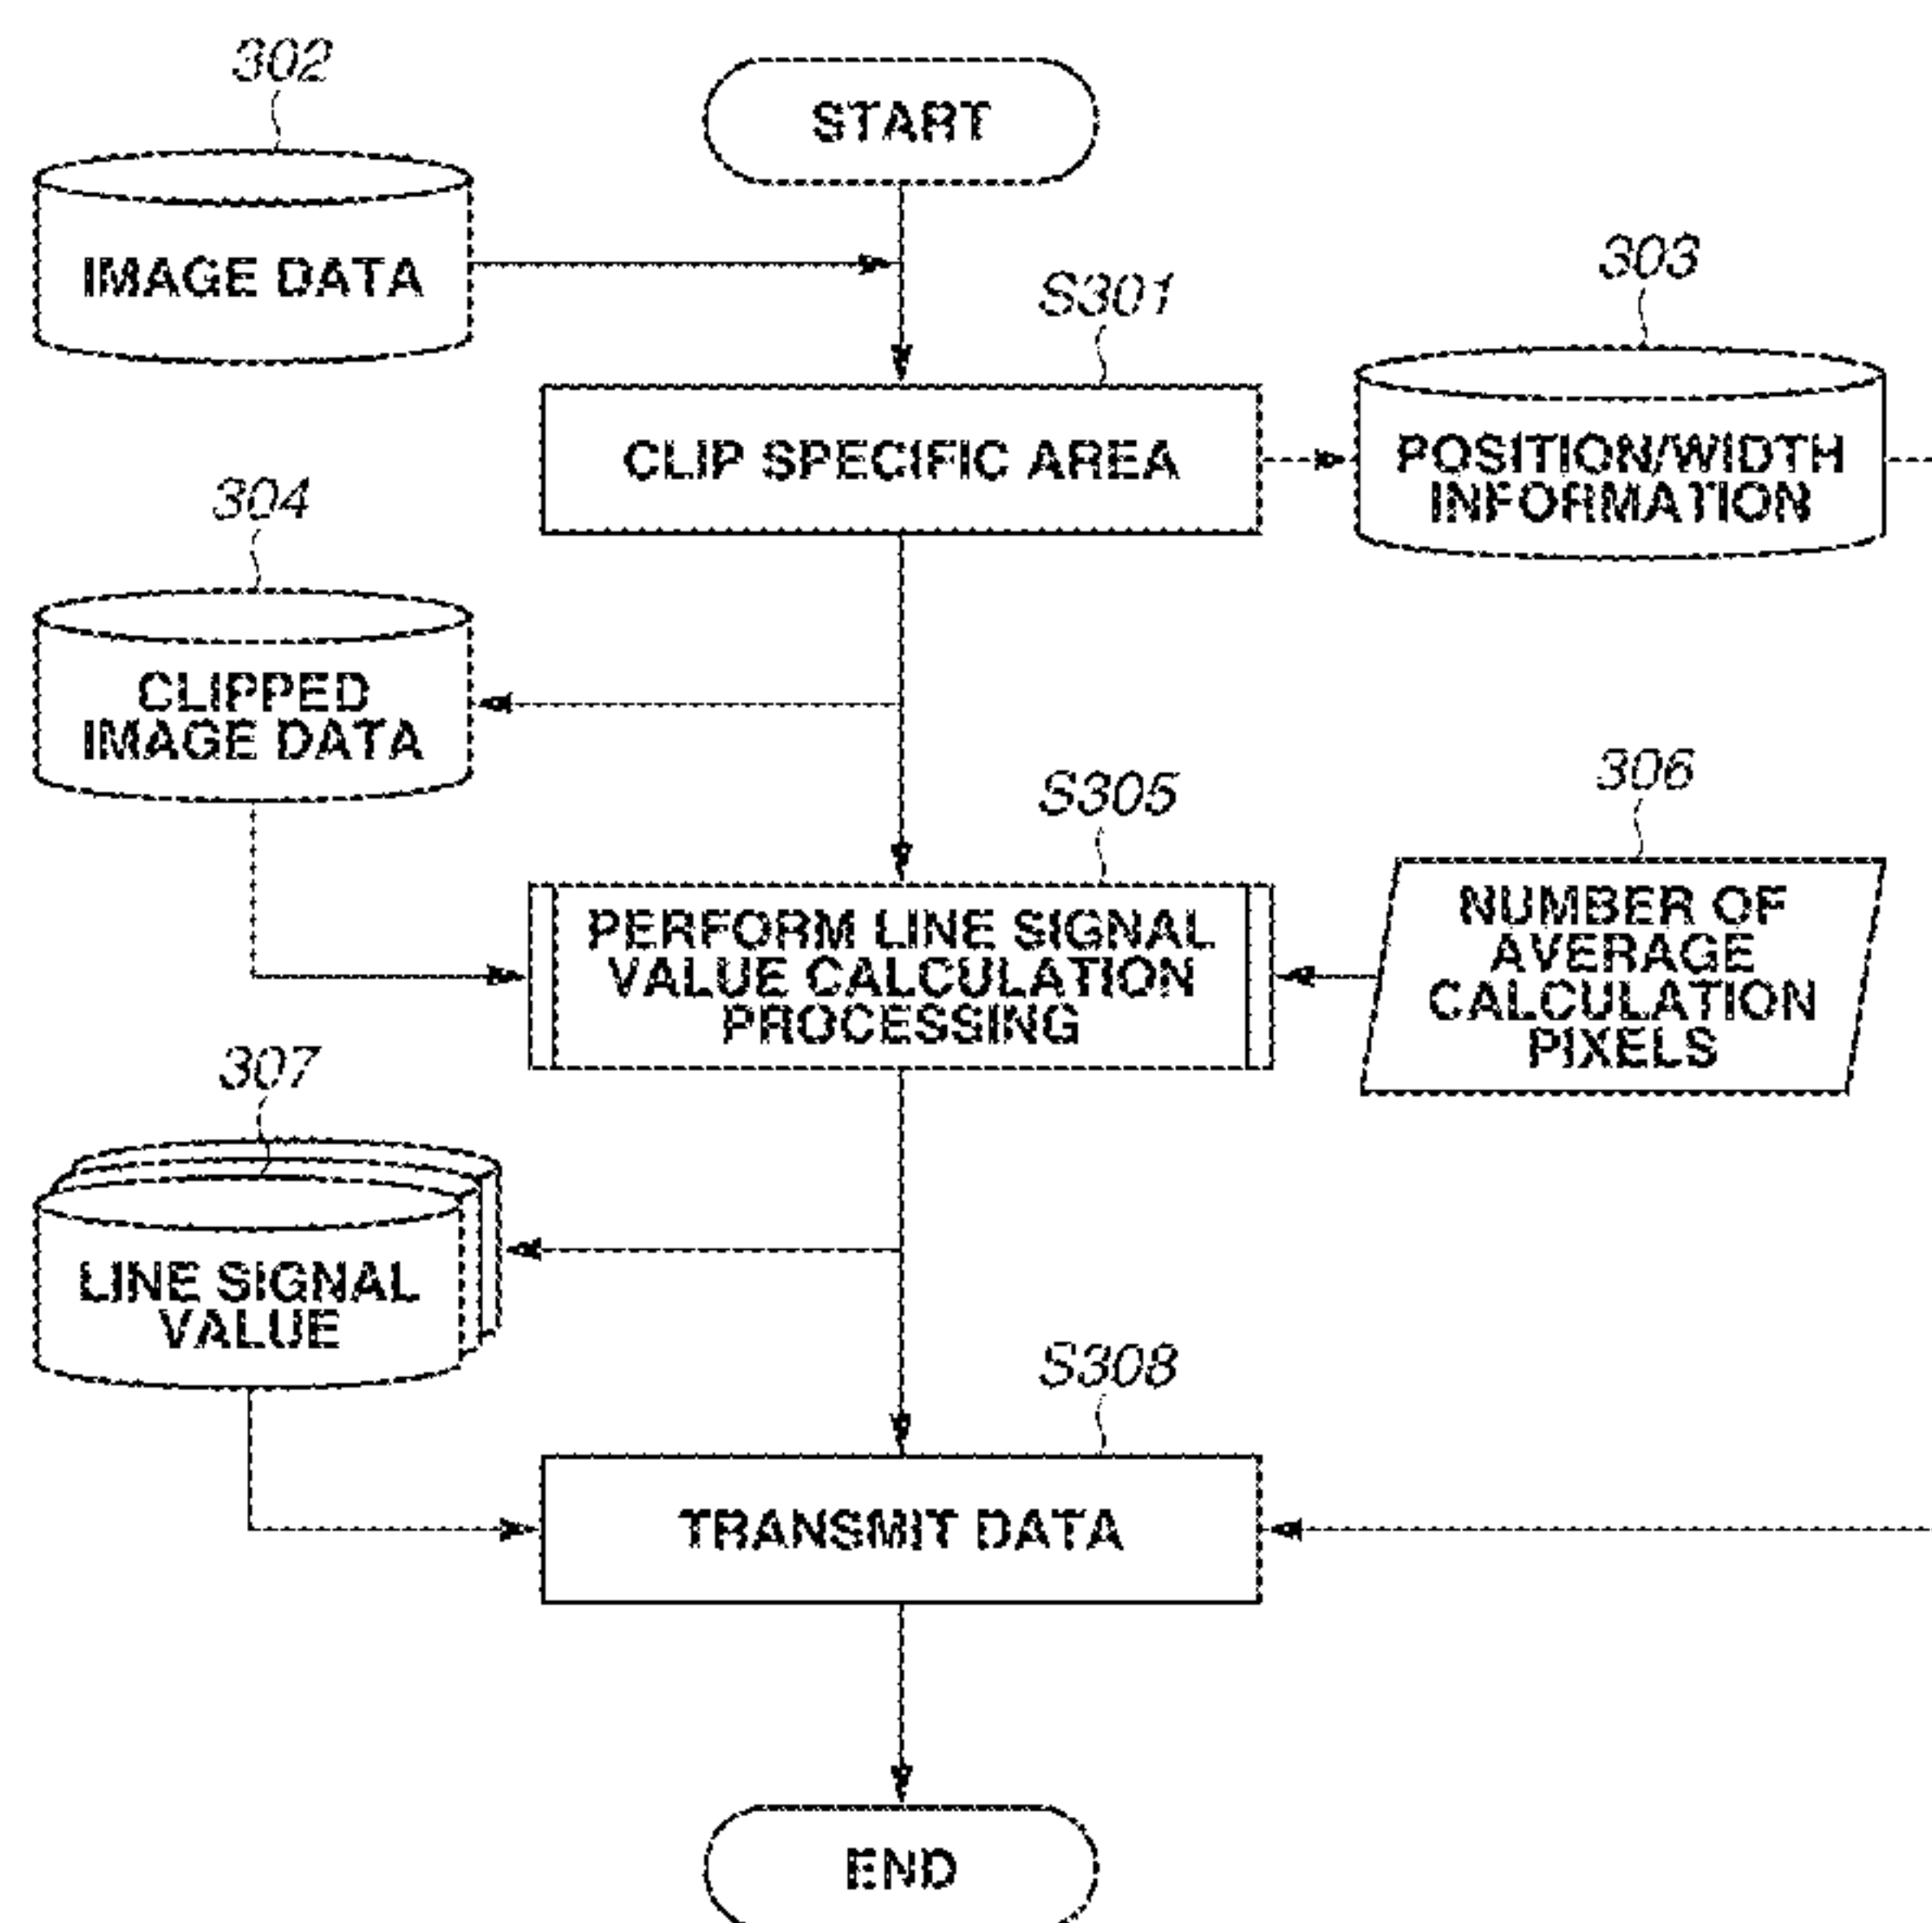 302
START
IMAGE DATA
303
S301
CLIP SPECIFIC AREA
POSITION/WIDTH
INFORMATION
304
CLIPPED
IMAGE DATA
S305
306
PERFORM LINE SIGNAL
VALUE CALCULATION
PROCESSING
NUMBER OF
AVERAGE
CALCULATION
PIXELS
307
LINE SIGNAL
VALUE
S308
TRANSMIT DATA
END